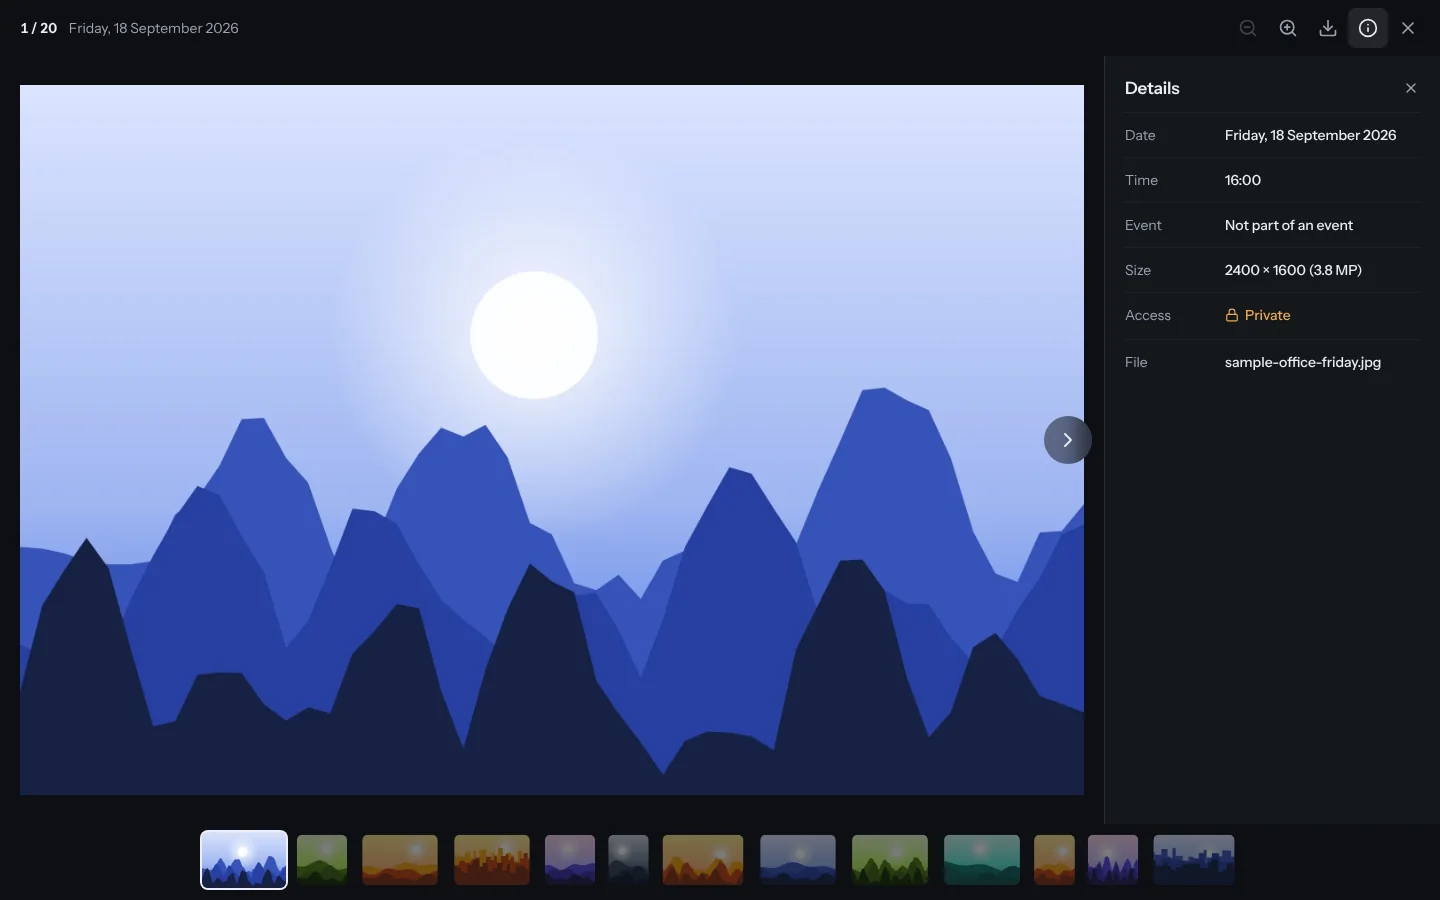 1 / 20 Friday, 18 September 2026
Details
Date Friday, 18 September 2026
Time 16:00
Event Not part of an event
Size 2400 × 1600 (3.8 MP)
Access Private
File sample-office-friday.jpg